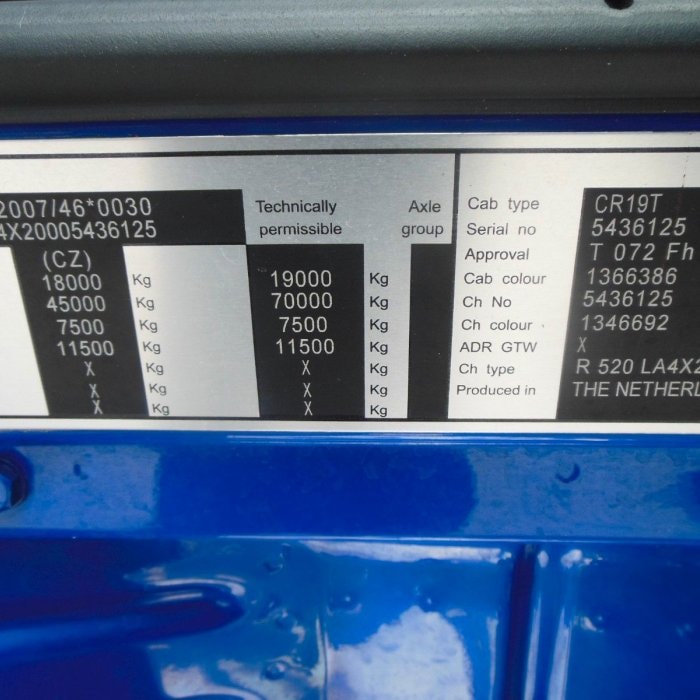 2007/46*0030
4X20005436125
(CZ)
18000 Kg
45000 Kg
7500 Kg
11500 Kg
X Kg
X Kg
X Kg
Technically permissible
Axle group
19000 Kg
70000 Kg
7500 Kg
11500 Kg
X Kg
X Kg
X Kg
Cab type CR19T
Serial no 5436125
Approval T 072 Fh
Cab colour 1366386
Ch No 5436125
Ch colour 1346692
ADR GTW X
Ch type R 520 LA4X2
Produced in THE NETHERL